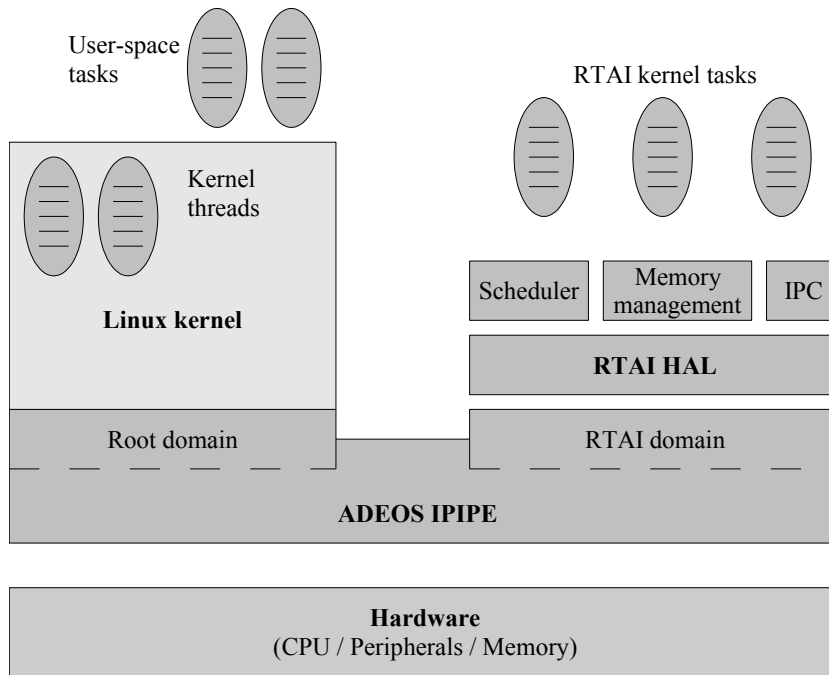 User-space
tasks
RTAI kernel tasks
Kernel
threads
Scheduler
Memory
management
IPC
Linux kernel
RTAI HAL
Root domain
RTAI domain
ADEOS IPIPE
Hardware
(CPU / Peripherals / Memory)